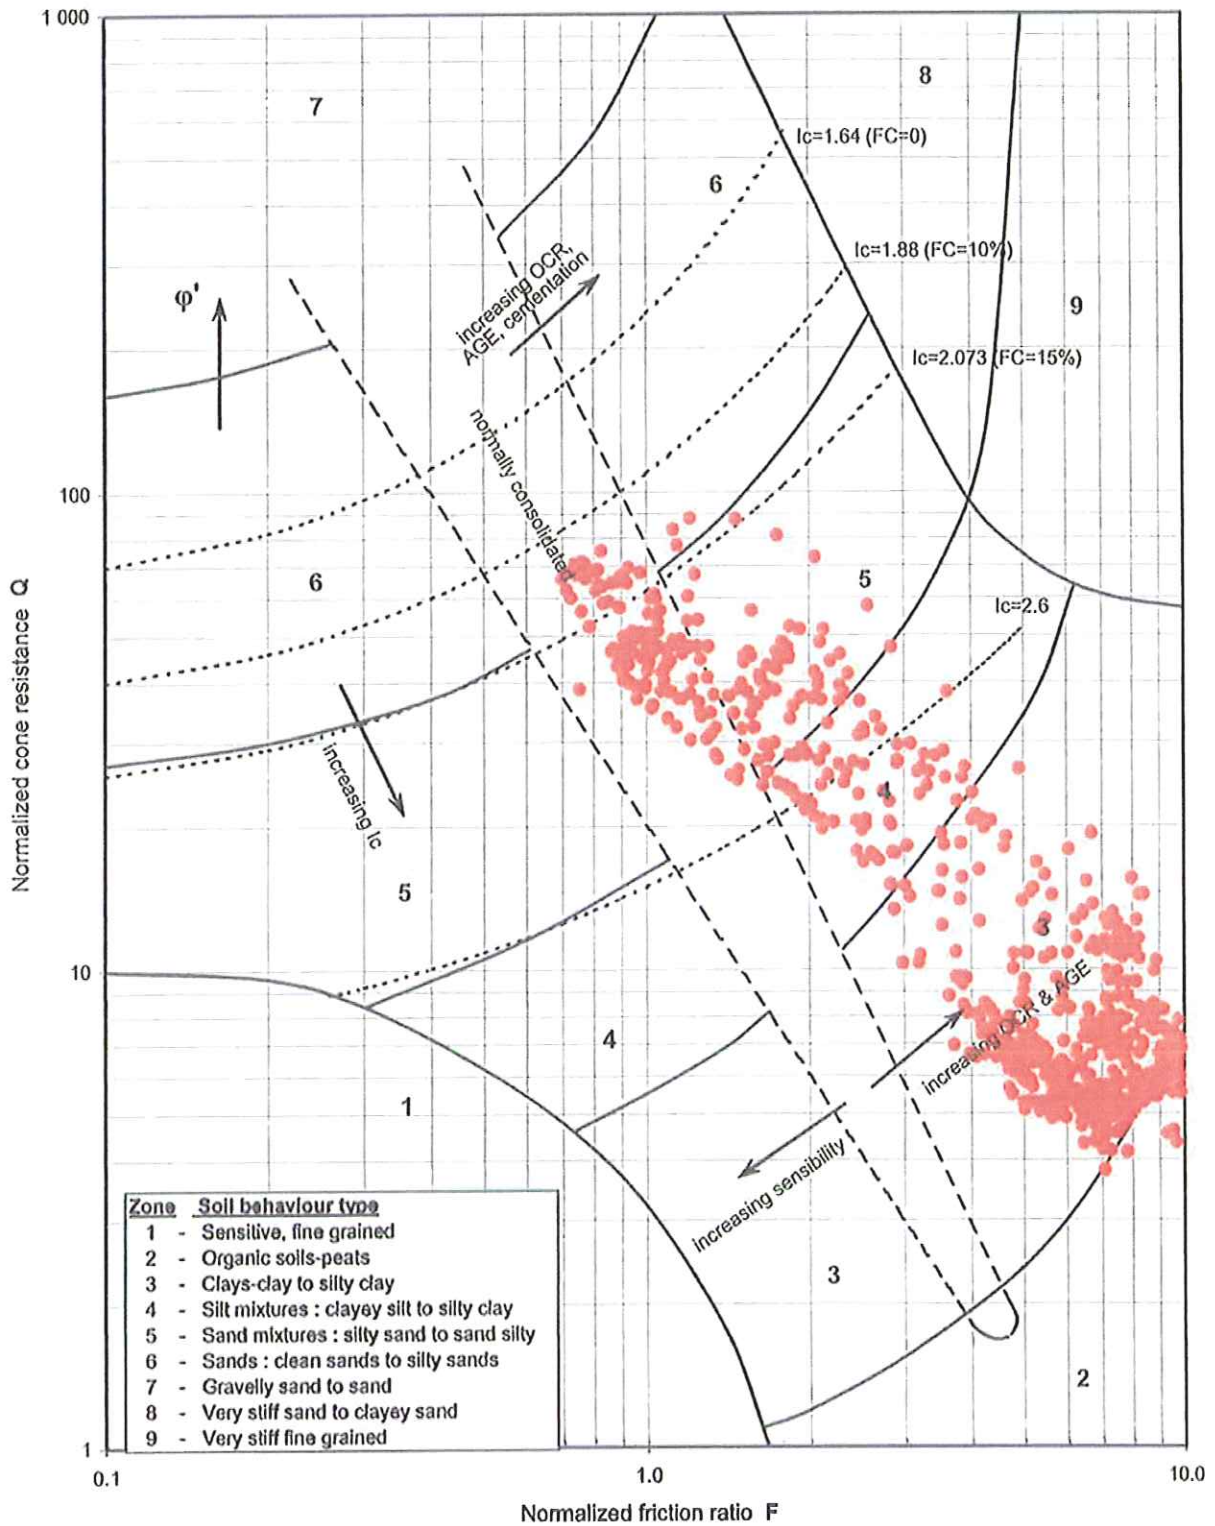 1 000
8
7
Ic=1.64 (FC=0)
6
Ic=1.88 (FC=10%)
increasing OCR,
AGE, cementation
φ'
9
Ic=2.073 (FC=15%)
normally consolidated
100
Normalized cone resistance Q
6
5
Ic=2.6
increasing Ic
4
5
3
10
increasing OCR & AGE
4
1
increasing sensibility
3
2
Zone Soil behaviour type
1 - Sensitive, fine grained
2 - Organic soils-peats
3 - Clays-clay to silty clay
4 - Silt mixtures : clayey silt to silty clay
5 - Sand mixtures : silty sand to sand silty
6 - Sands : clean sands to silty sands
7 - Gravelly sand to sand
8 - Very stiff sand to clayey sand
9 - Very stiff fine grained
1
0.1
1.0
10.0
Normalized friction ratio F